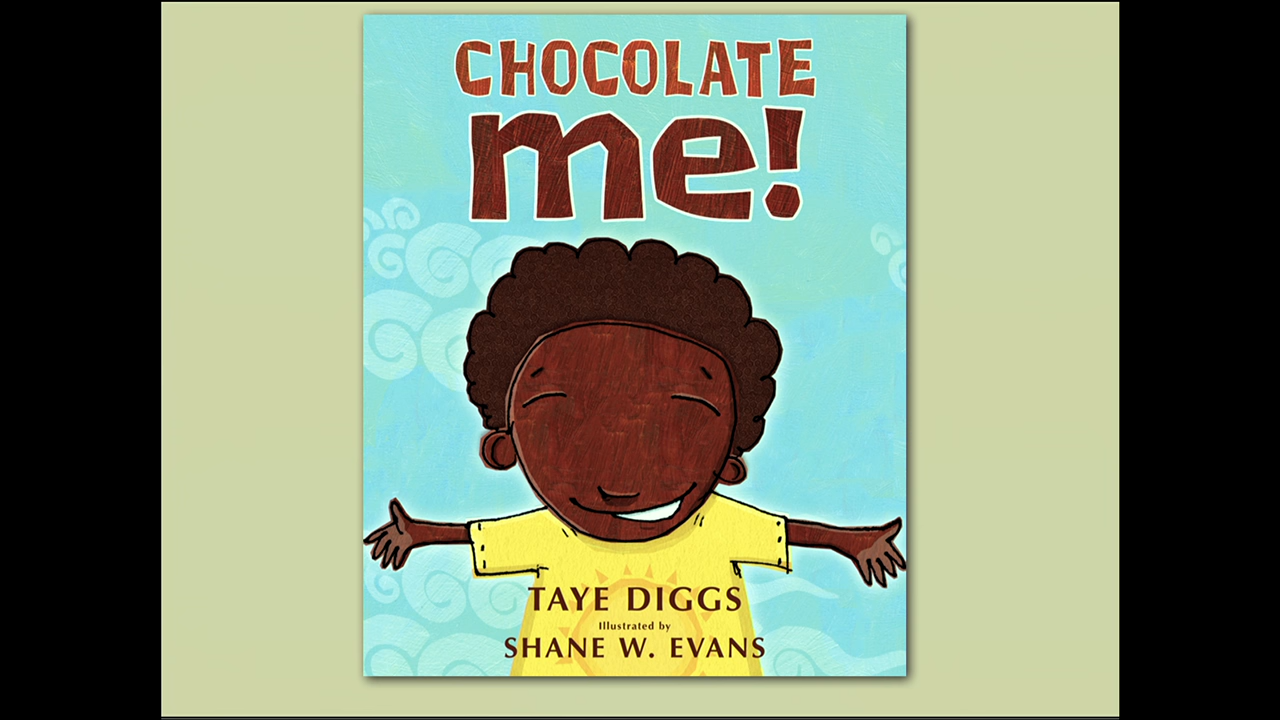 CHOCOLATE
me!
TAYE DIGGS
Illustrated by
SHANE W. EVANS